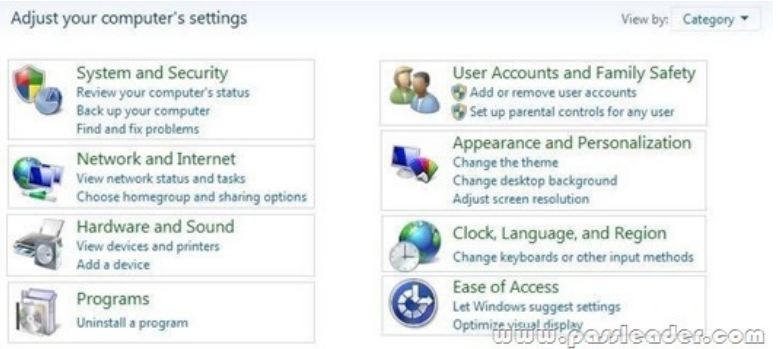 Adjust your computer's settings
View by: Category
System and Security
Review your computer's status
Back up your computer
Find and fix problems
Network and Internet
View network status and tasks
Choose homegroup and sharing options
Hardware and Sound
View devices and printers
Add a device
Programs
Uninstall a program
User Accounts and Family Safety
Add or remove user accounts
Set up parental controls for any user
Appearance and Personalization
Change the theme
Change desktop background
Adjust screen resolution
Clock, Language, and Region
Change keyboards or other input methods
Ease of Access
Let Windows suggest settings
Optimize visual display
www.passleader.com